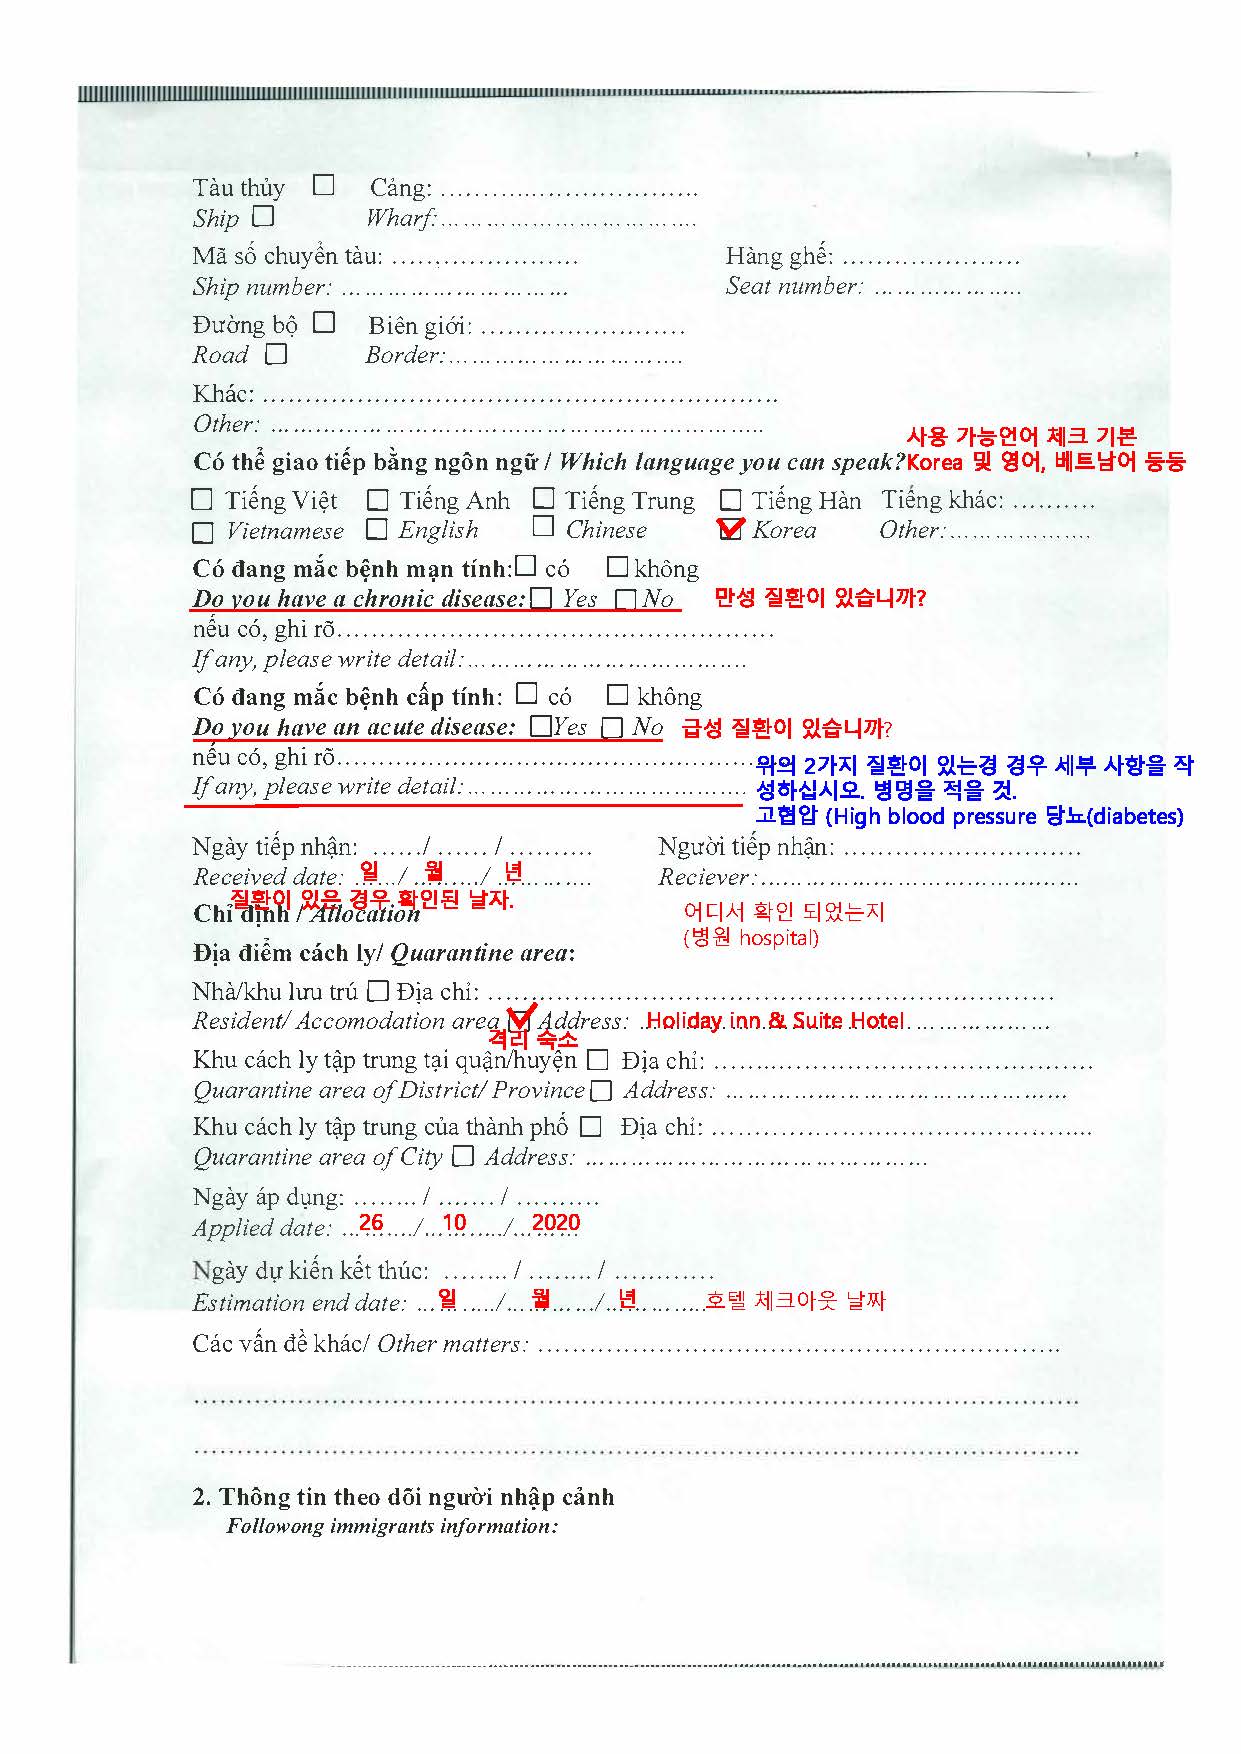 Tàu thủy ☐ Cảng: ……………………………..
Ship ☐ Wharf:…………………………….
Mã số chuyển tàu: …………………. Hàng ghế: …………………
Ship number: ………………………… Seat number: ………………..
Đường bộ ☐ Biên giới: ……………………
Road ☐ Border:………………………….
Khác: ……………………………………………………
Other: ………………………………………………………..
사용 가능언어 체크 기본
Có thể giao tiếp bằng ngôn ngữ / Which language you can speak? Korea 및 영어, 베트남어 등등
☐ Tiếng Việt ☐ Tiếng Anh ☐ Tiếng Trung ☐ Tiếng Hàn Tiếng khác: ……….
☐ Vietnamese ☐ English ☐ Chinese ☑ Korea Other:……………….
Có đang mắc bệnh mạn tính:☐ có ☐ không
Do you have a chronic disease:☐ Yes ☐ No 만성 질환이 있습니까?
nếu có, ghi rõ……………………………………………
If any, please write detail:……………………………….
Có đang mắc bệnh cấp tính: ☐ có ☐ không
Do you have an acute disease: ☐Yes ☐ No 급성 질환이 있습니까?
nếu có, ghi rõ…………………………………………… 위의 2가지 질환이 있는경 경우 세부 사항을 작
If any, please write detail:………………………………. 성하십시오. 병명을 적을 것.
고협압 (High blood pressure 당뇨(diabetes)
Ngày tiếp nhận: ……/ …… / ………. Người tiếp nhận: ……………………….
Received date: 일/ 월/ 년 Reciever:……………………………………
질환이 있은 경우 확인된 날자.
Chỉ định / Allocation 어디서 확인 되었는지
(병원 hospital)
Địa điểm cách ly/ Quarantine area:
Nhà/khu lưu trú ☐ Địa chỉ: …………………………………………………………
Resident/ Accomodation area ☑ Address: Holiday inn & Suite Hotel………………
격리 숙소
Khu cách ly tập trung tại quận/huyện ☐ Địa chỉ: ……………………………………….
Quarantine area of District/ Province☐ Address: ………………………………………
Khu cách ly tập trung của thành phố ☐ Địa chỉ: ……………………………………...
Quarantine area of City ☐ Address: ………………………………………
Ngày áp dụng: …….. / ……. / ……….
Applied date: 26/ 10/ 2020
Ngày dự kiến kết thúc: …….. / …….. / …………
Estimation end date: 일/ 월/ 년 호텔 체크아웃 날짜
Các vấn đề khác/ Other matters: …………………………………………………….
……………………………………………………………………………………
……………………………………………………………………………………
2. Thông tin theo dõi người nhập cảnh
Followong immigrants information: